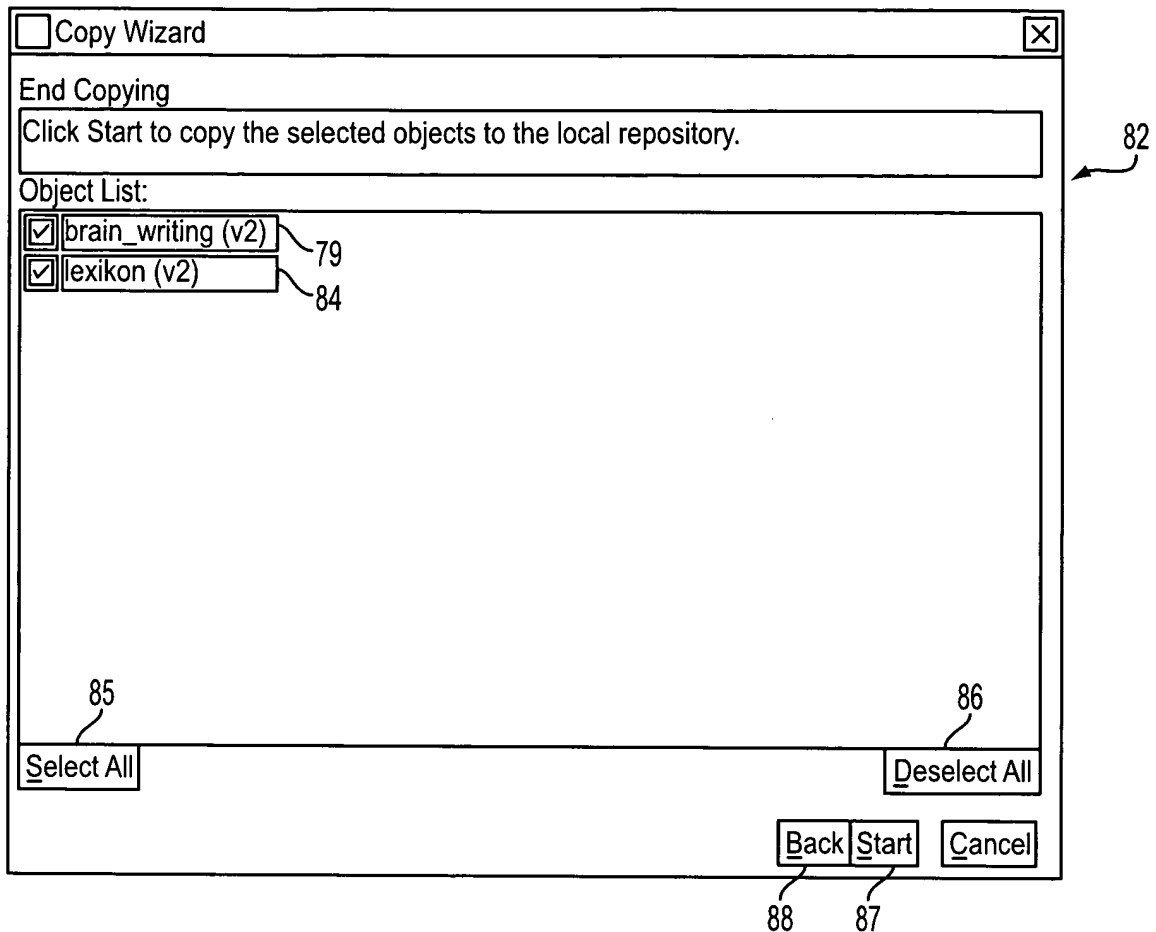 Copy Wizard
End Copying
Click Start to copy the selected objects to the local repository.
82
Object List:
brain_writing (v2)
79
lexikon (v2)
84
85
86
Select All
Deselect All
Back Start Cancel
88 87